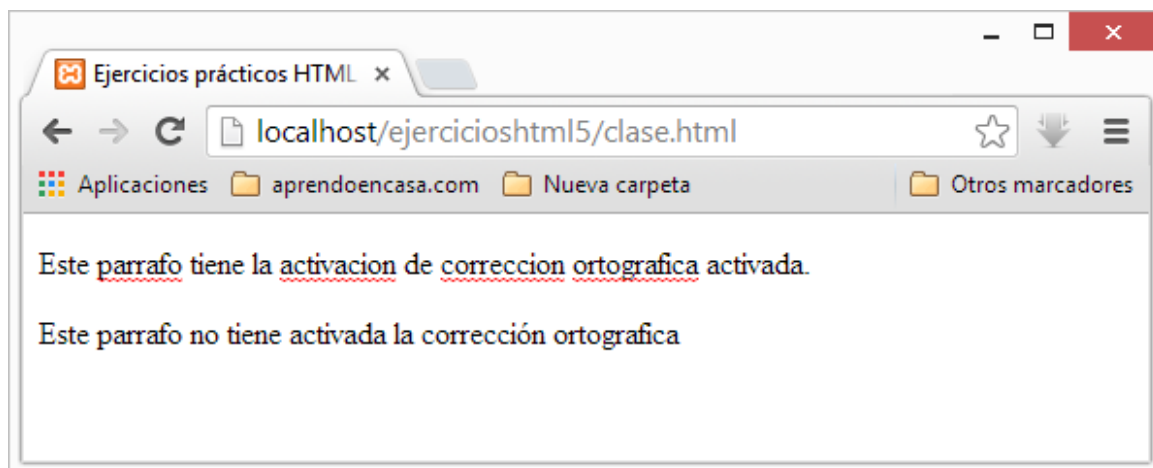 Ejercicios prácticos HTML
localhost/ejercicioshtml5/clase.html
Aplicaciones aprendoencasa.com Nueva carpeta Otros marcadores
Este parrafo tiene la activacion de correccion ortografica activada.
Este parrafo no tiene activada la corrección ortografica